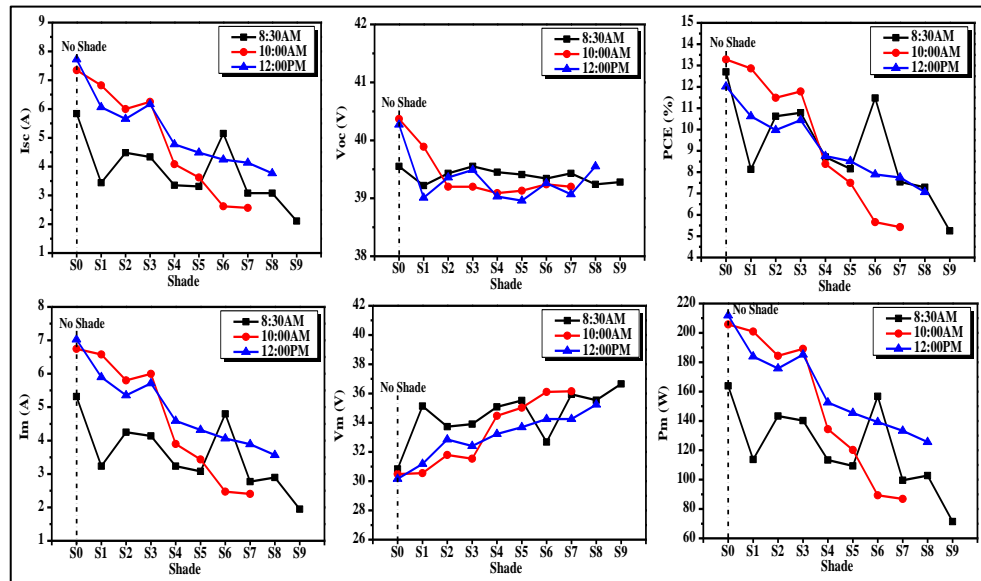 9
8
7
6
5
4
3
2
1
Isc (A)
No Shade
8:30AM
10:00AM
12:00PM
S0 S1 S2 S3 S4 S5 S6 S7 S8 S9
Shade
42
41
40
39
38
Voc (V)
No Shade
8:30AM
10:00AM
12:00PM
S0 S1 S2 S3 S4 S5 S6 S7 S8 S9
Shade
15
14
13
12
11
10
9
8
7
6
5
4
PCE (%)
No Shade
8:30AM
10:00AM
12:00PM
S0 S1 S2 S3 S4 S5 S6 S7 S8 S9
Shade
8
7
6
5
4
3
2
1
Im (A)
No Shade
8:30AM
10:00AM
12:00PM
S0 S1 S2 S3 S4 S5 S6 S7 S8 S9
Shade
42
40
38
36
34
32
30
28
26
Vm (V)
No Shade
8:30AM
10:00AM
12:00PM
S0 S1 S2 S3 S4 S5 S6 S7 S8 S9
Shade
220
200
180
160
140
120
100
80
60
Pm (W)
No Shade
8:30AM
10:00AM
12:00PM
S0 S1 S2 S3 S4 S5 S6 S7 S8 S9
Shade